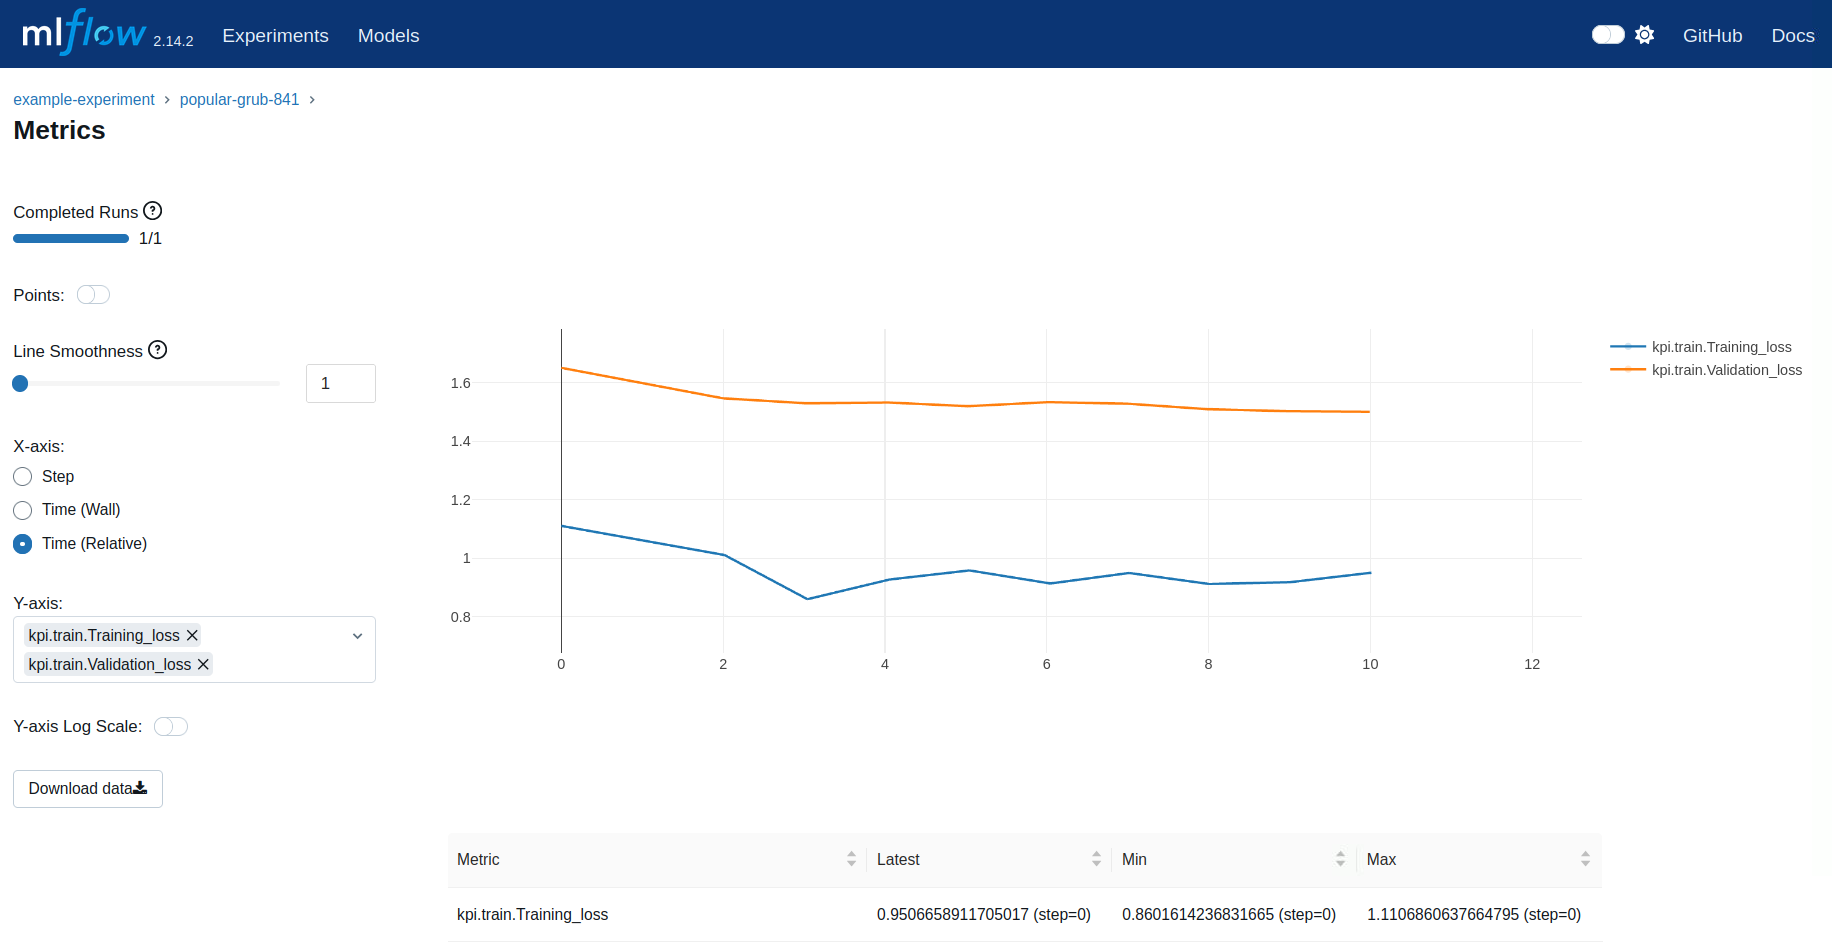 mlflow 2.14.2 Experiments Models GitHub Docs
example-experiment › popular-grub-841 ›
Metrics
Completed Runs ?
1/1
Points:
Line Smoothness ?
1
X-axis:
Step
Time (Wall)
Time (Relative)
Y-axis:
kpi.train.Training_loss ×
kpi.train.Validation_loss ×
Y-axis Log Scale:
Download data
1.6
1.4
1.2
1
0.8
0 2 4 6 8 10 12
kpi.train.Training_loss
kpi.train.Validation_loss
Metric Latest Min Max
kpi.train.Training_loss 0.9506658911705017 (step=0) 0.8601614236831665 (step=0) 1.1106860637664795 (step=0)